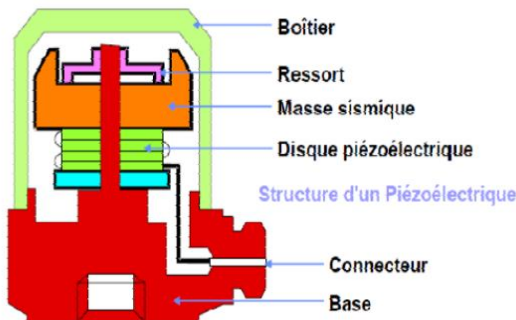 Boîtier
Ressort
Masse sismique
Disque piézoélectrique
Structure d'un Piézoélectrique
Connecteur
Base